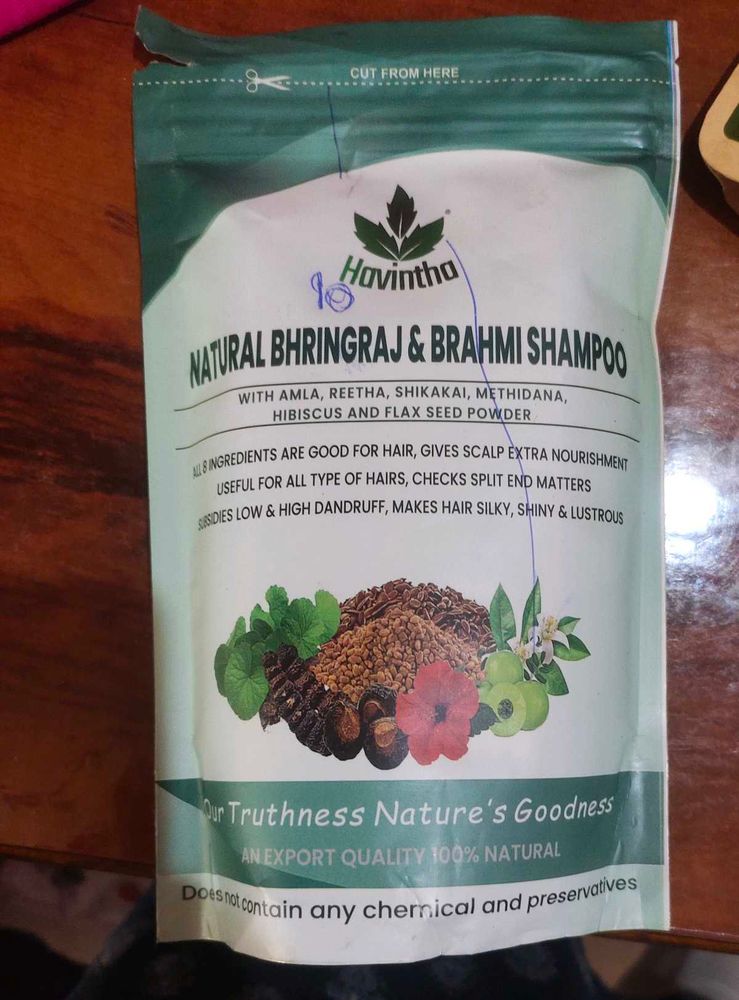 CUT FROM HERE
Havintha
NATURAL BHRINGRAJ & BRAHMI SHAMPOO
WITH AMLA, REETHA, SHIKAKAI, METHIDANA,
HIBISCUS AND FLAX SEED POWDER
ALL 8 INGREDIENTS ARE GOOD FOR HAIR, GIVES SCALP EXTRA NOURISHMENT
USEFUL FOR ALL TYPE OF HAIRS, CHECKS SPLIT END MATTERS
SUBSIDIES LOW & HIGH DANDRUFF, MAKES HAIR SILKY, SHINY & LUSTROUS
Our Truthness Nature's Goodness
AN EXPORT QUALITY 100% NATURAL
Does not contain any chemical and preservatives